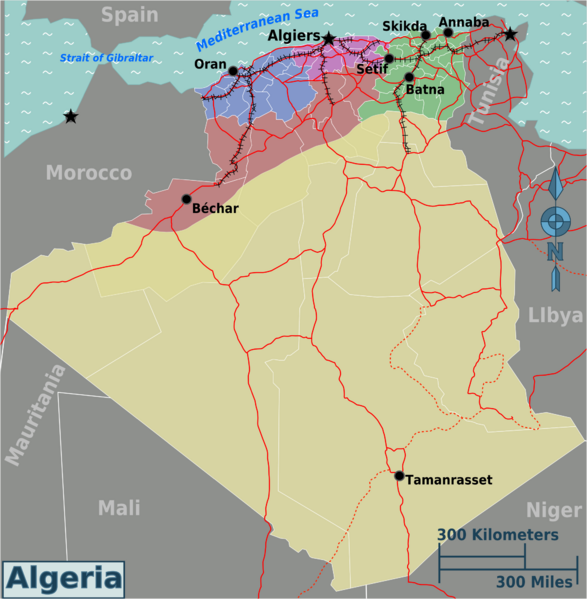 Spain
Mediterranean Sea
Skikda
Annaba
Algiers
Strait of Gibraltar
Oran
Setif
Batna
Tunisia
Morocco
Béchar
N
LIbya
Mauritania
Tamanrasset
Mali
Niger
300 Kilometers
300 Miles
Algeria